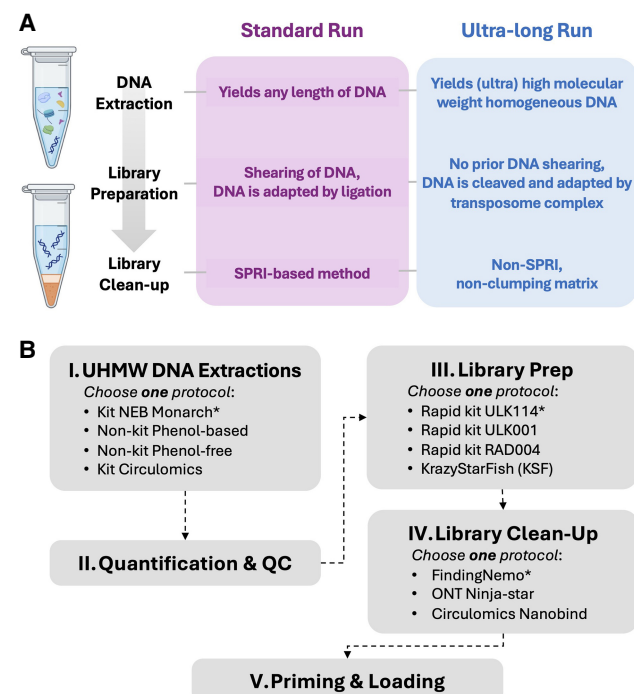 A
Standard Run
Ultra-long Run
DNA
Extraction
Yields any length of DNA
Yields (ultra) high molecular
weight homogeneous DNA
Library
Preparation
Shearing of DNA,
DNA is adapted by ligation
No prior DNA shearing,
DNA is cleaved and adapted by
transposome complex
Library
Clean-up
SPRI-based method
Non-SPRI,
non-clumping matrix
B
I. UHMW DNA Extractions
Choose one protocol:
• Kit NEB Monarch*
• Non-kit Phenol-based
• Non-kit Phenol-free
• Kit Circulomics
II. Quantification & QC
III. Library Prep
Choose one protocol:
• Rapid kit ULK114*
• Rapid kit ULK001
• Rapid kit RAD004
• KrazyStarFish (KSF)
IV. Library Clean-Up
Choose one protocol:
• FindingNemo*
• ONT Ninja-star
• Circulomics Nanobind
V. Priming & Loading